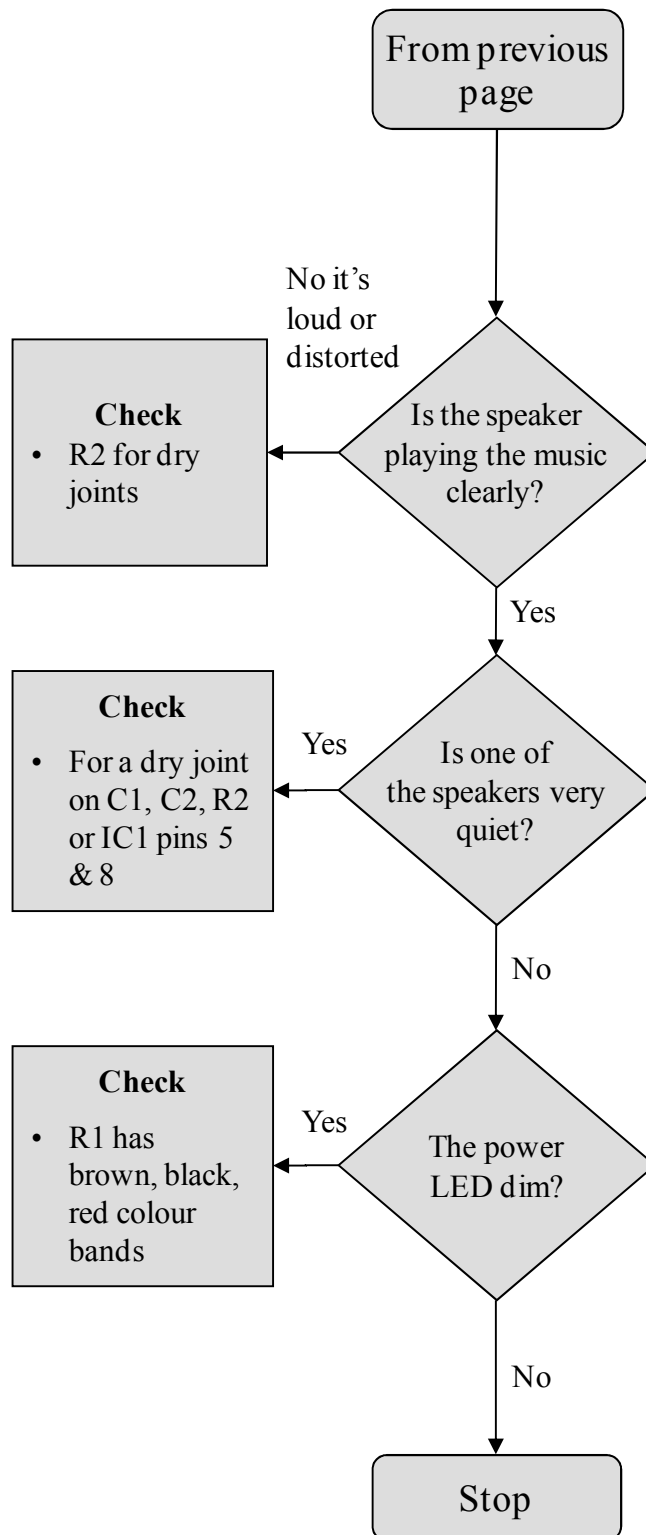 From previous
page
No it's
loud or
distorted
Is the speaker
playing the music
clearly?
Check
• R2 for dry
joints
Yes
Is one of
the speakers very
quiet?
Yes
Check
• For a dry joint
on C1, C2, R2
or IC1 pins 5
& 8
No
The power
LED dim?
Yes
Check
• R1 has
brown, black,
red colour
bands
No
Stop